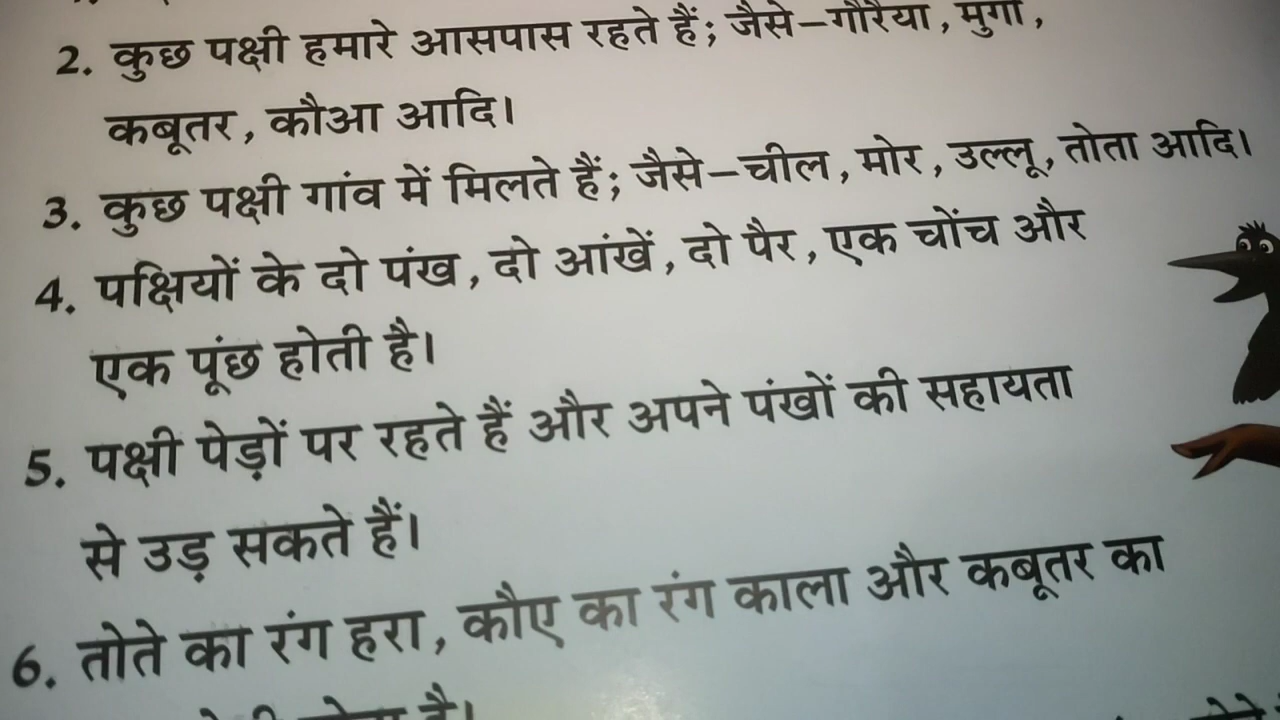 2. कुछ पक्षी हमारे आसपास रहते हैं; जैसे–गौरैया, मुर्गा,
कबूतर, कौआ आदि।
3. कुछ पक्षी गांव में मिलते हैं; जैसे–चील, मोर, उल्लू, तोता आदि।
4. पक्षियों के दो पंख, दो आंखें, दो पैर, एक चोंच और
एक पूंछ होती है।
5. पक्षी पेड़ों पर रहते हैं और अपने पंखों की सहायता
से उड़ सकते हैं।
6. तोते का रंग हरा, कौए का रंग काला और कबूतर का
है।